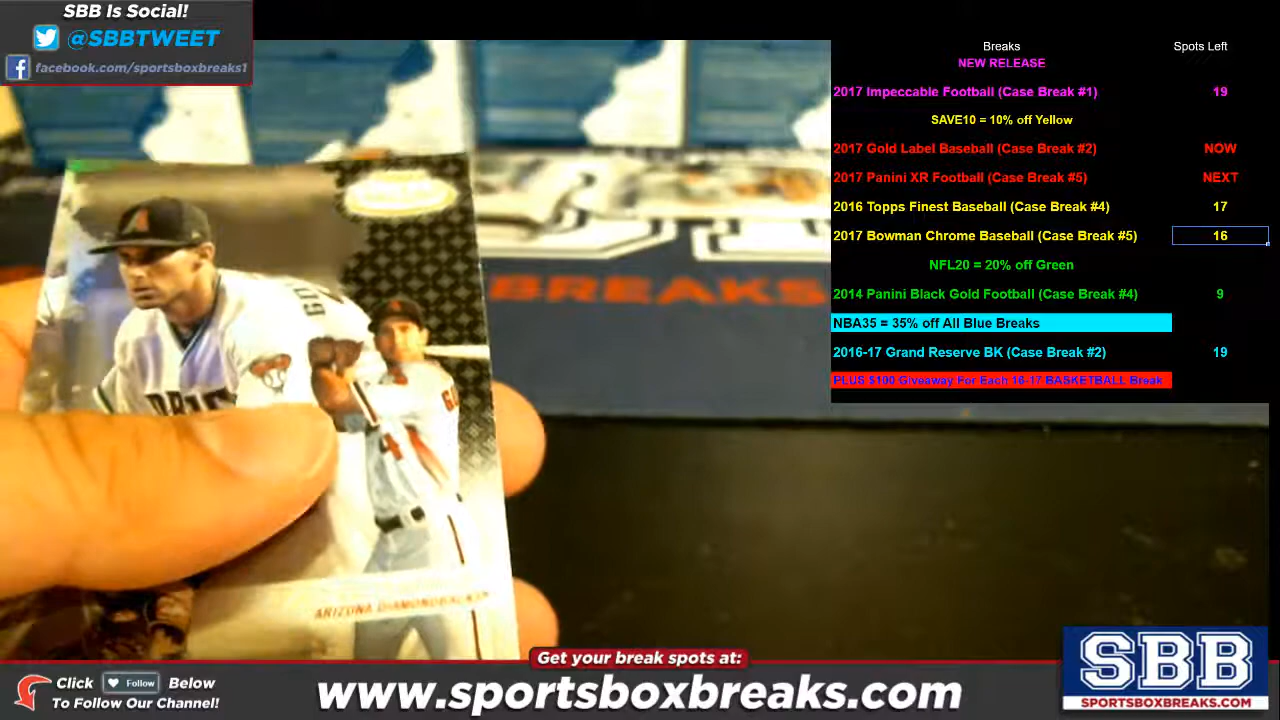 SBB Is Social!
@SBBTWEET
facebook.com/sportsboxbreaks1
Breaks Spots Left
NEW RELEASE
2017 Impeccable Football (Case Break #1) 19
SAVE10 = 10% off Yellow
2017 Gold Label Baseball (Case Break #2) NOW
2017 Panini XR Football (Case Break #5) NEXT
2016 Topps Finest Baseball (Case Break #4) 17
2017 Bowman Chrome Baseball (Case Break #5) 16
NFL20 = 20% off Green
2014 Panini Black Gold Football (Case Break #4) 9
NBA35 = 35% off All Blue Breaks
2016-17 Grand Reserve BK (Case Break #2) 19
PLUS $100 Giveaway For Each 16-17 BASKETBALL Break
BREAKS
ARIZONA DIAMONDBACKS
Get your break spots at:
www.sportsboxbreaks.com
Click Follow Below
To Follow Our Channel!
SBB
SPORTSBOXBREAKS.COM